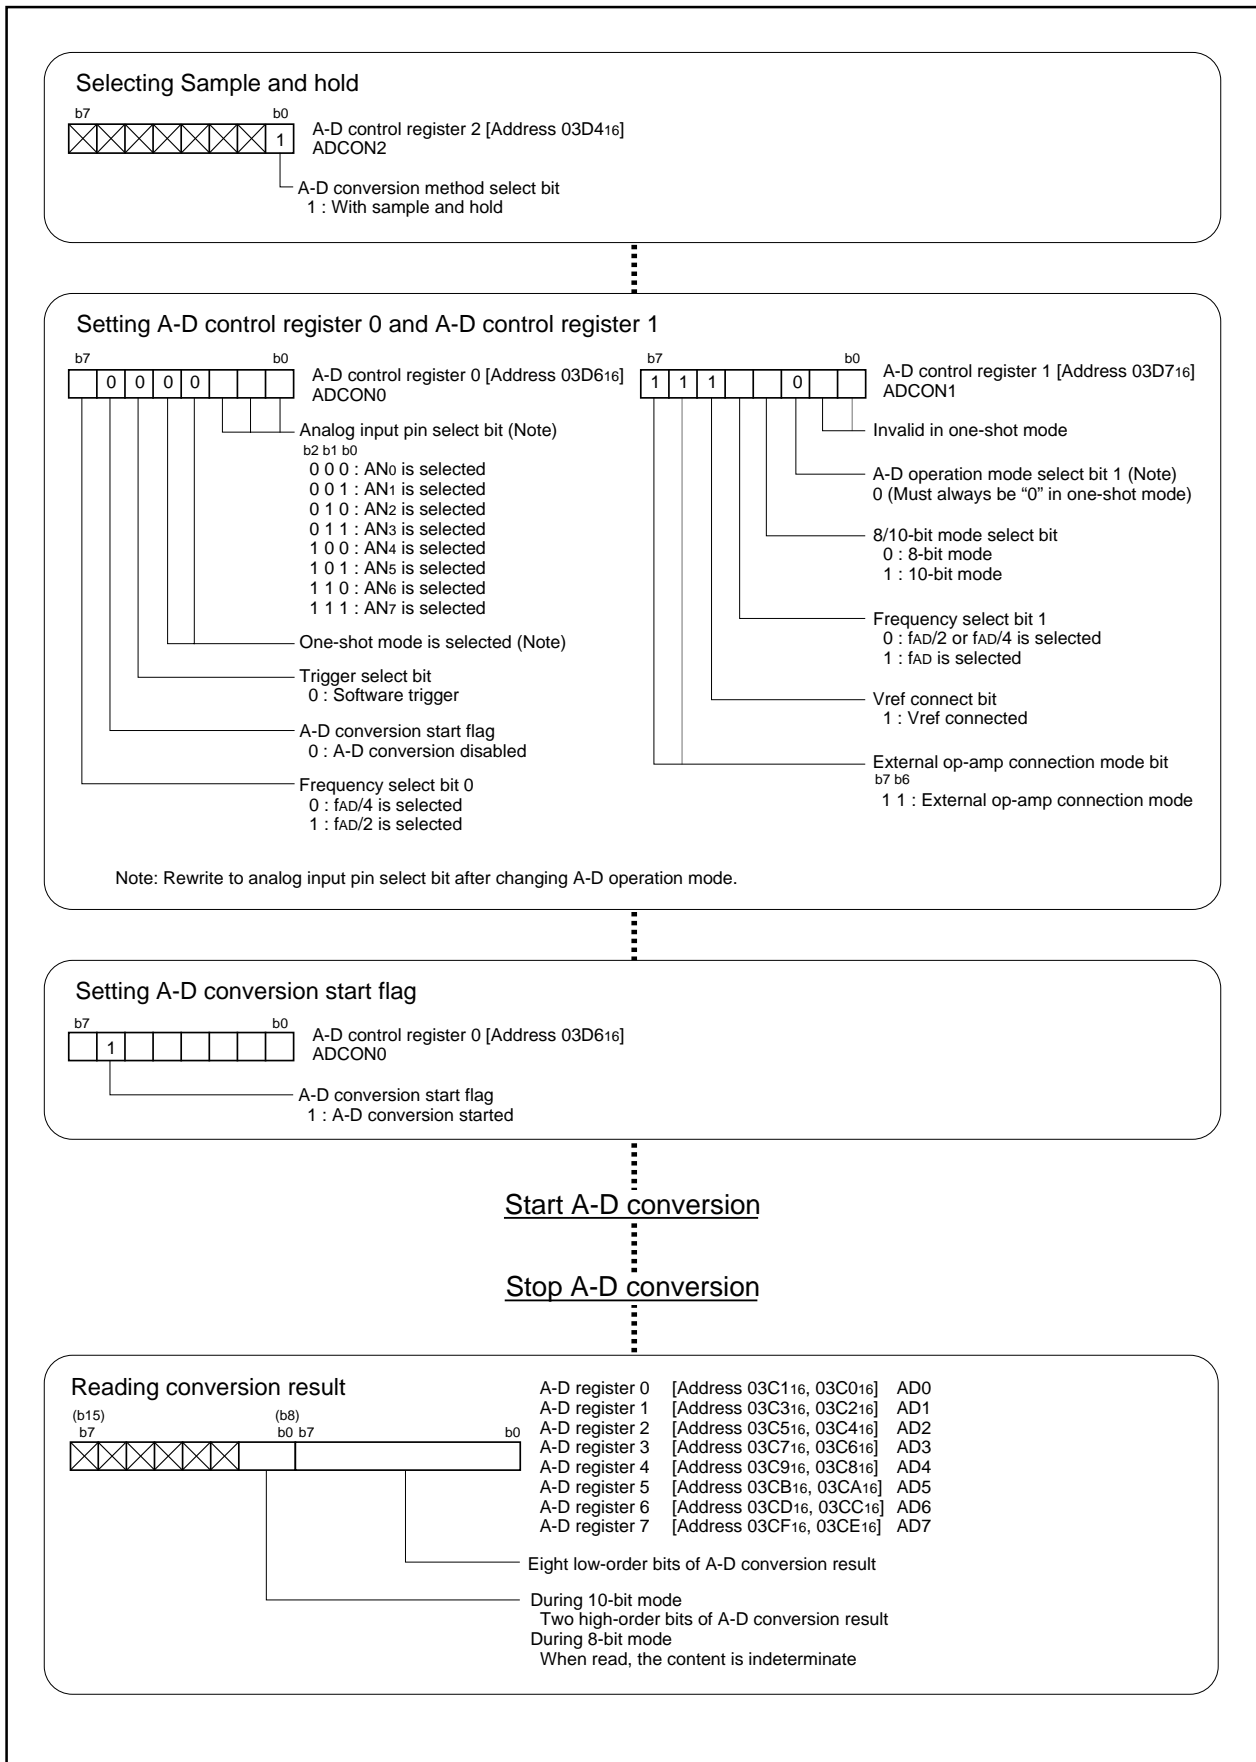 Selecting Sample and hold
b7 b0
1
A-D control register 2 [Address 03D416]
ADCON2
A-D conversion method select bit
1 : With sample and hold
Setting A-D control register 0 and A-D control register 1
b7 b0
0 0 0 0
A-D control register 0 [Address 03D616]
ADCON0
Analog input pin select bit (Note)
b2 b1 b0
0 0 0 : AN0 is selected
0 0 1 : AN1 is selected
0 1 0 : AN2 is selected
0 1 1 : AN3 is selected
1 0 0 : AN4 is selected
1 0 1 : AN5 is selected
1 1 0 : AN6 is selected
1 1 1 : AN7 is selected
One-shot mode is selected (Note)
Trigger select bit
0 : Software trigger
A-D conversion start flag
0 : A-D conversion disabled
Frequency select bit 0
0 : fAD/4 is selected
1 : fAD/2 is selected
b7 b0
1 1 1 0
A-D control register 1 [Address 03D716]
ADCON1
Invalid in one-shot mode
A-D operation mode select bit 1 (Note)
0 (Must always be “0” in one-shot mode)
8/10-bit mode select bit
0 : 8-bit mode
1 : 10-bit mode
Frequency select bit 1
0 : fAD/2 or fAD/4 is selected
1 : fAD is selected
Vref connect bit
1 : Vref connected
External op-amp connection mode bit
b7 b6
1 1 : External op-amp connection mode
Note: Rewrite to analog input pin select bit after changing A-D operation mode.
Setting A-D conversion start flag
b7 b0
1
A-D control register 0 [Address 03D616]
ADCON0
A-D conversion start flag
1 : A-D conversion started
Start A-D conversion
Stop A-D conversion
Reading conversion result
(b15) (b8)
b7 b0 b7 b0
A-D register 0 [Address 03C116, 03C016] AD0
A-D register 1 [Address 03C316, 03C216] AD1
A-D register 2 [Address 03C516, 03C416] AD2
A-D register 3 [Address 03C716, 03C616] AD3
A-D register 4 [Address 03C916, 03C816] AD4
A-D register 5 [Address 03CB16, 03CA16] AD5
A-D register 6 [Address 03CD16, 03CC16] AD6
A-D register 7 [Address 03CF16, 03CE16] AD7
Eight low-order bits of A-D conversion result
During 10-bit mode
Two high-order bits of A-D conversion result
During 8-bit mode
When read, the content is indeterminate